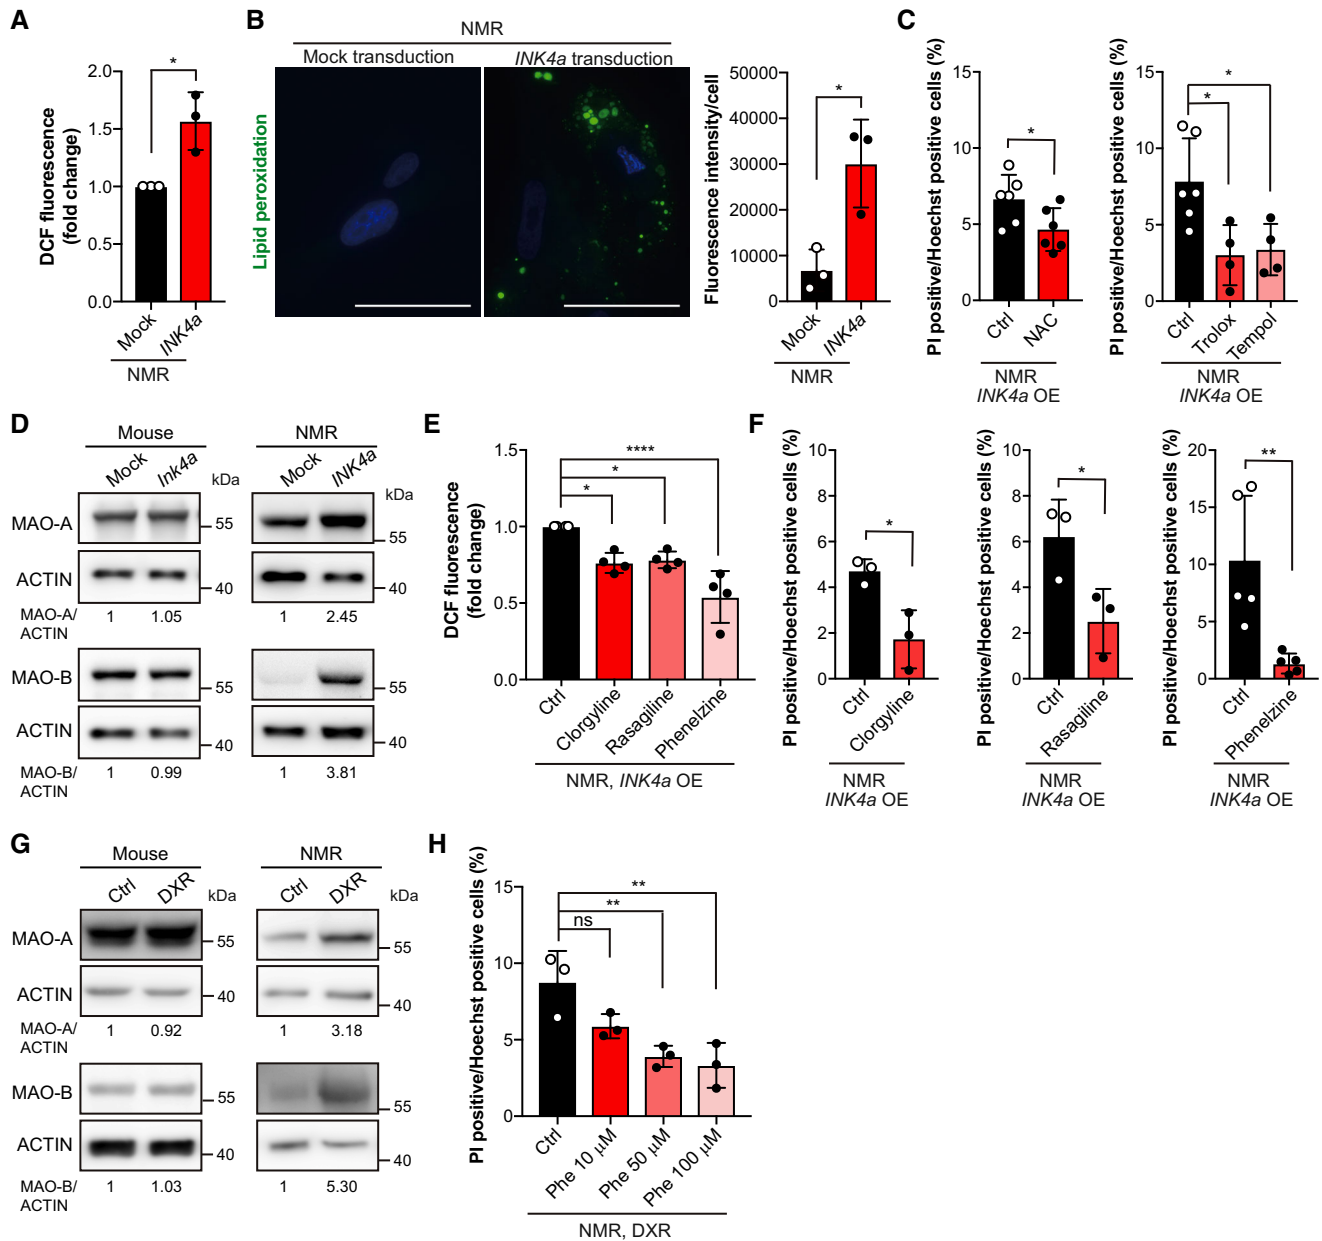 A
DCF fluorescence
(fold change)
2.0
1.5
1.0
0.5
0.0
*
Mock
INK4a
NMR
B
NMR
Mock transduction
INK4a transduction
Lipid peroxidation
Fluorescence intensity/cell
50000
40000
30000
20000
10000
0
*
Mock
INK4a
NMR
C
PI positive/Hoechst positive cells (%)
15
10
5
0
*
Ctrl
NAC
NMR
INK4a OE
PI positive/Hoechst positive cells (%)
15
10
5
0
*
*
Ctrl
Trolox
Tempol
NMR
INK4a OE
D
Mouse
NMR
Mock
Ink4a
kDa
Mock
INK4a
kDa
MAO-A
55
55
ACTIN
40
40
MAO-A/
ACTIN
1
1.05
1
2.45
MAO-B
55
55
ACTIN
40
40
MAO-B/
ACTIN
1
0.99
1
3.81
E
DCF fluorescence
(fold change)
1.5
1.0
0.5
0.0
****
*
*
Ctrl
Clorgyline
Rasagiline
Phenelzine
NMR, INK4a OE
F
PI positive/Hoechst positive cells (%)
10
8
6
4
2
0
*
Ctrl
Clorgyline
NMR
INK4a OE
PI positive/Hoechst positive cells (%)
10
8
6
4
2
0
*
Ctrl
Rasagiline
NMR
INK4a OE
PI positive/Hoechst positive cells (%)
20
15
10
5
0
**
Ctrl
Phenelzine
NMR
INK4a OE
G
Mouse
NMR
Ctrl
DXR
kDa
Ctrl
DXR
kDa
MAO-A
55
55
ACTIN
40
40
MAO-A/
ACTIN
1
0.92
1
3.18
MAO-B
55
55
ACTIN
40
40
MAO-B/
ACTIN
1
1.03
1
5.30
H
PI positive/Hoechst positive cells (%)
15
10
5
0
**
**
ns
Ctrl
Phe 10 µM
Phe 50 µM
Phe 100 µM
NMR, DXR